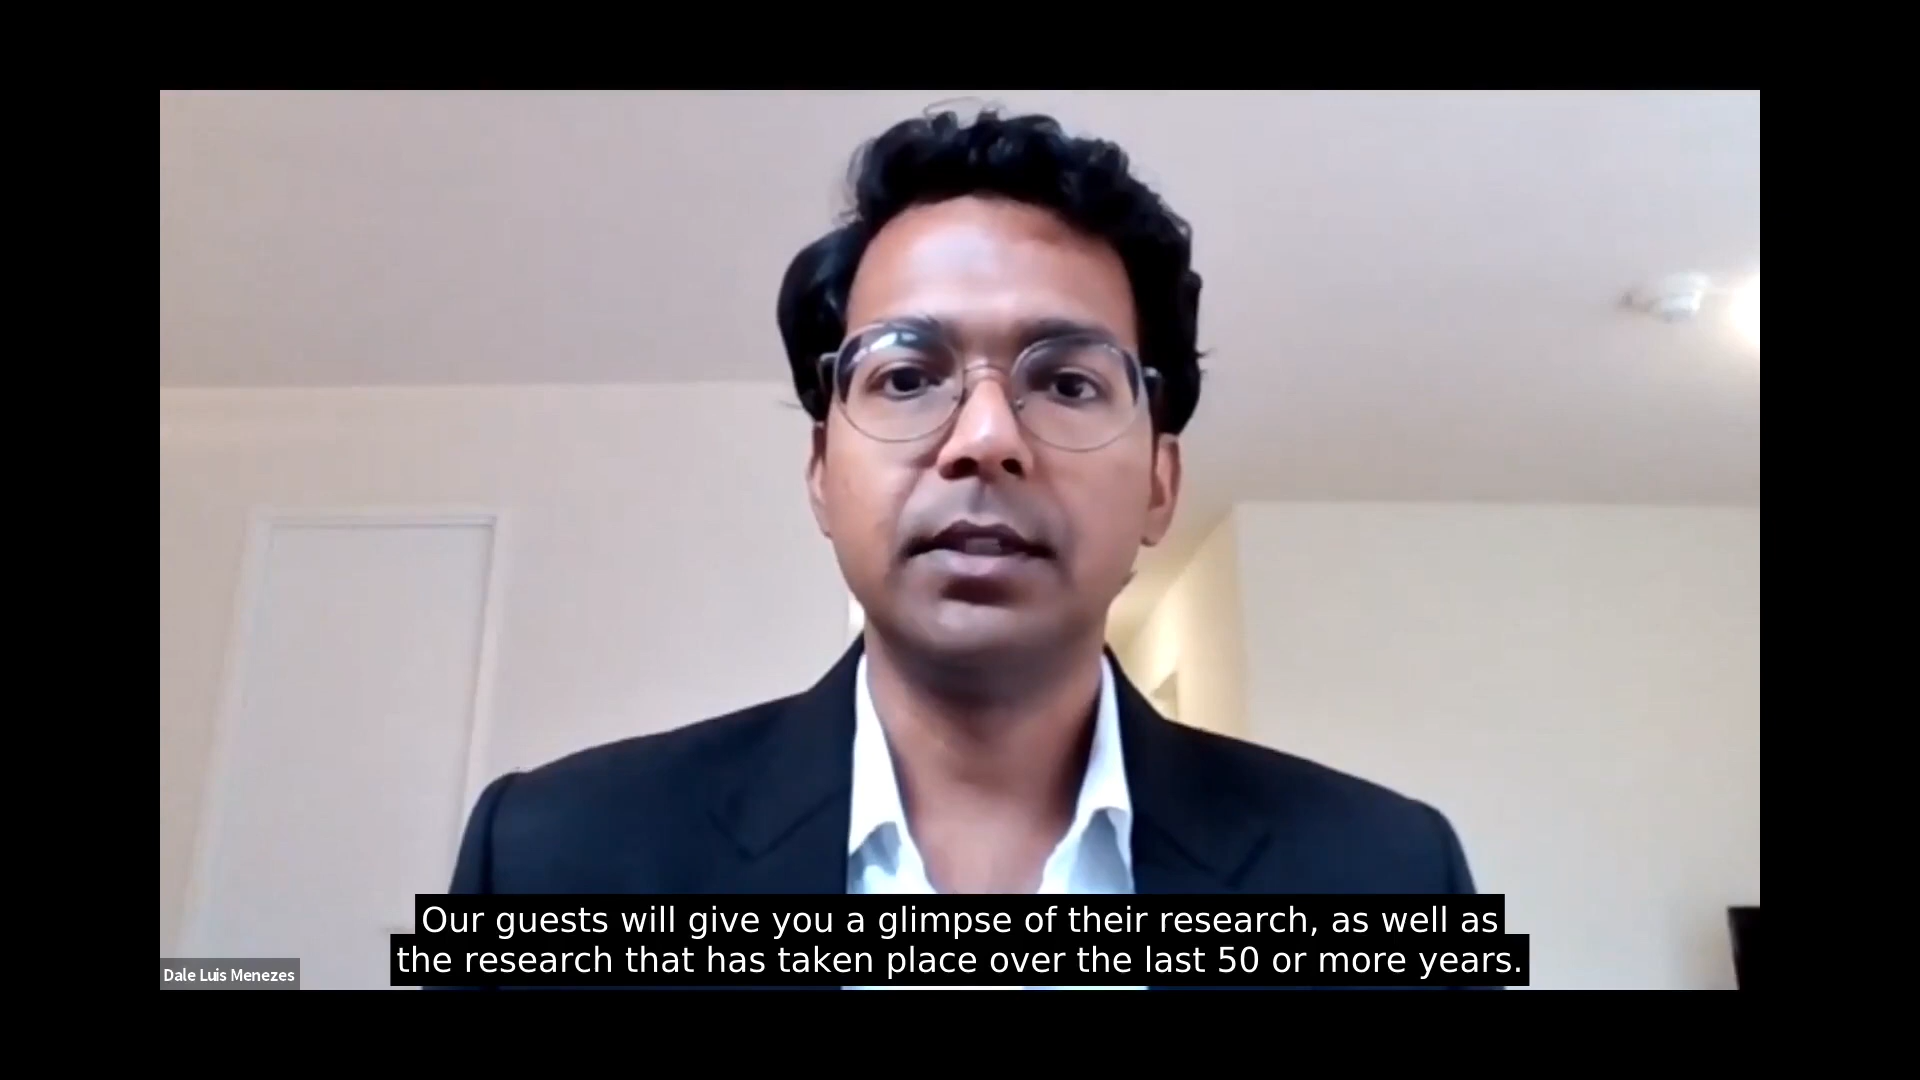 Our guests will give you a glimpse of their research, as well as
the research that has taken place over the last 50 or more years.
Dale Luis Menezes